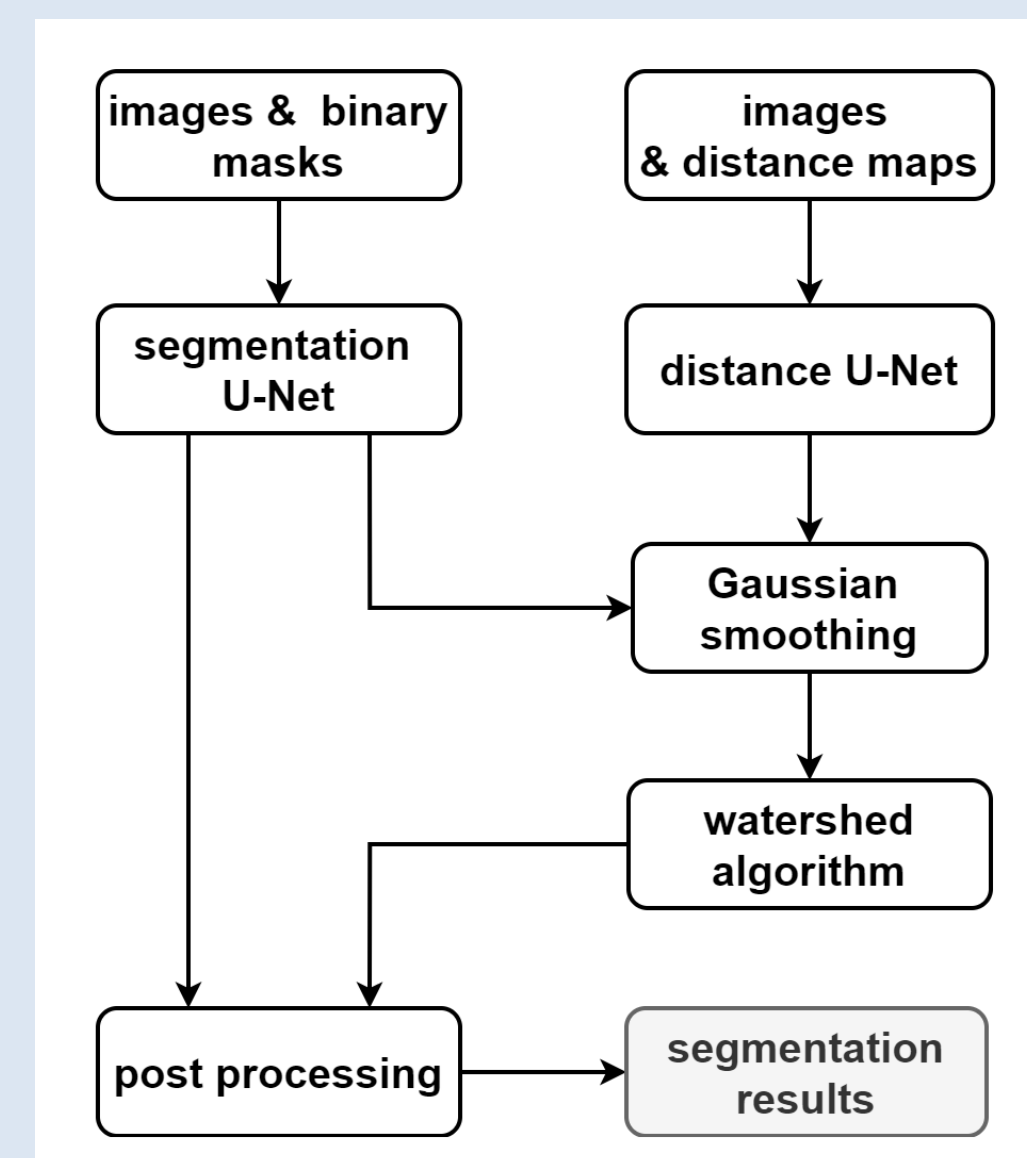 images & binary
masks
images
& distance maps
segmentation
U-Net
distance U-Net
Gaussian
smoothing
watershed
algorithm
post processing
segmentation
results